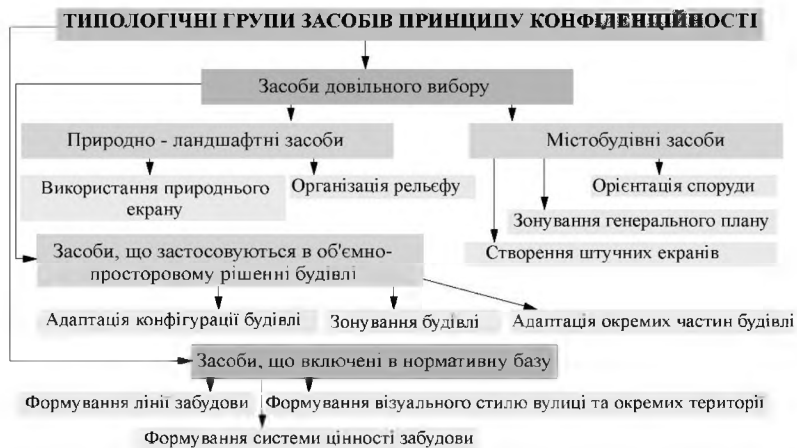 ТИПОЛОГІЧНІ ГРУПИ ЗАСОБІВ ПРИНЦИПУ КОНФІДЕНЦІЙНОСТІ
Засоби довільного вибору
Природно - ландшафтні засоби
Містобудівні засоби
Використання природнього
екрану
Організація рельєфу
Орієнтація споруди
Зонування генерального плану
Створення штучних екранів
Засоби, що застосовуються в об'ємно-
просторовому рішенні будівлі
Адаптація конфігурації будівлі
Зонування будівлі
Адаптація окремих частин будівлі
Засоби, що включені в нормативну базу
Формування лінії забудови
Формування візуального стилю вулиці та окремих території
Формування системи цінності забудови